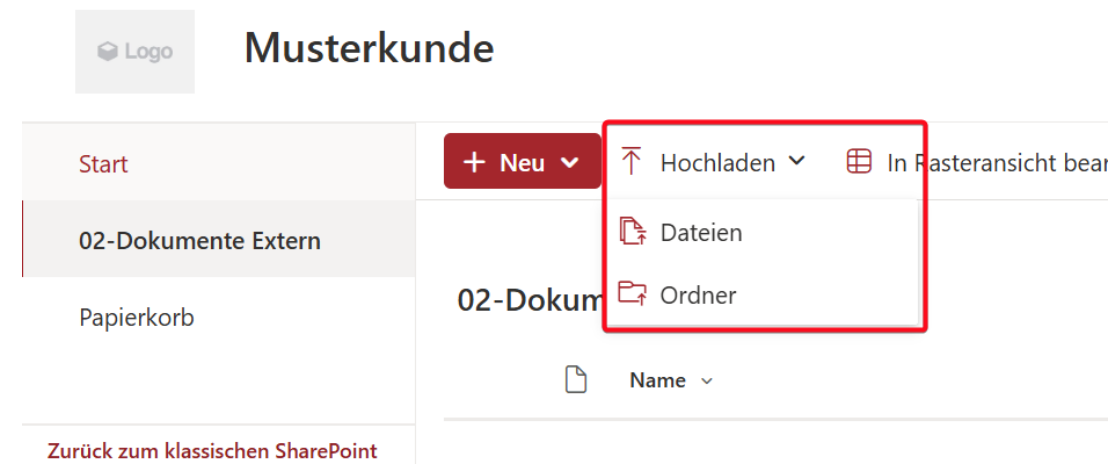 Logo
Musterkunde
Start
02-Dokumente Extern
Papierkorb
Zurück zum klassischen SharePoint
+ Neu
Hochladen
In Rasteransicht bear
Dateien
Ordner
02-Dokum
Name